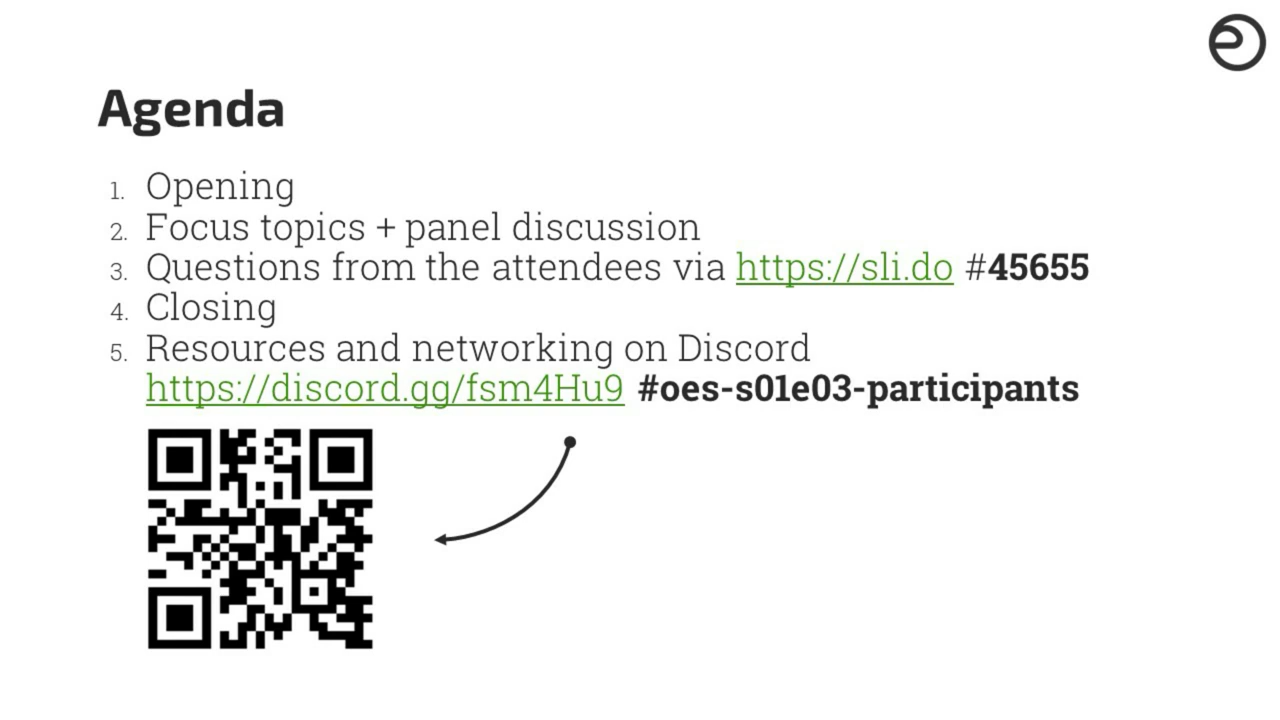 Agenda
1. Opening
2. Focus topics + panel discussion
3. Questions from the attendees via https://sli.do #45655
4. Closing
5. Resources and networking on Discord
https://discord.gg/fsm4Hu9 #oes-s01e03-participants